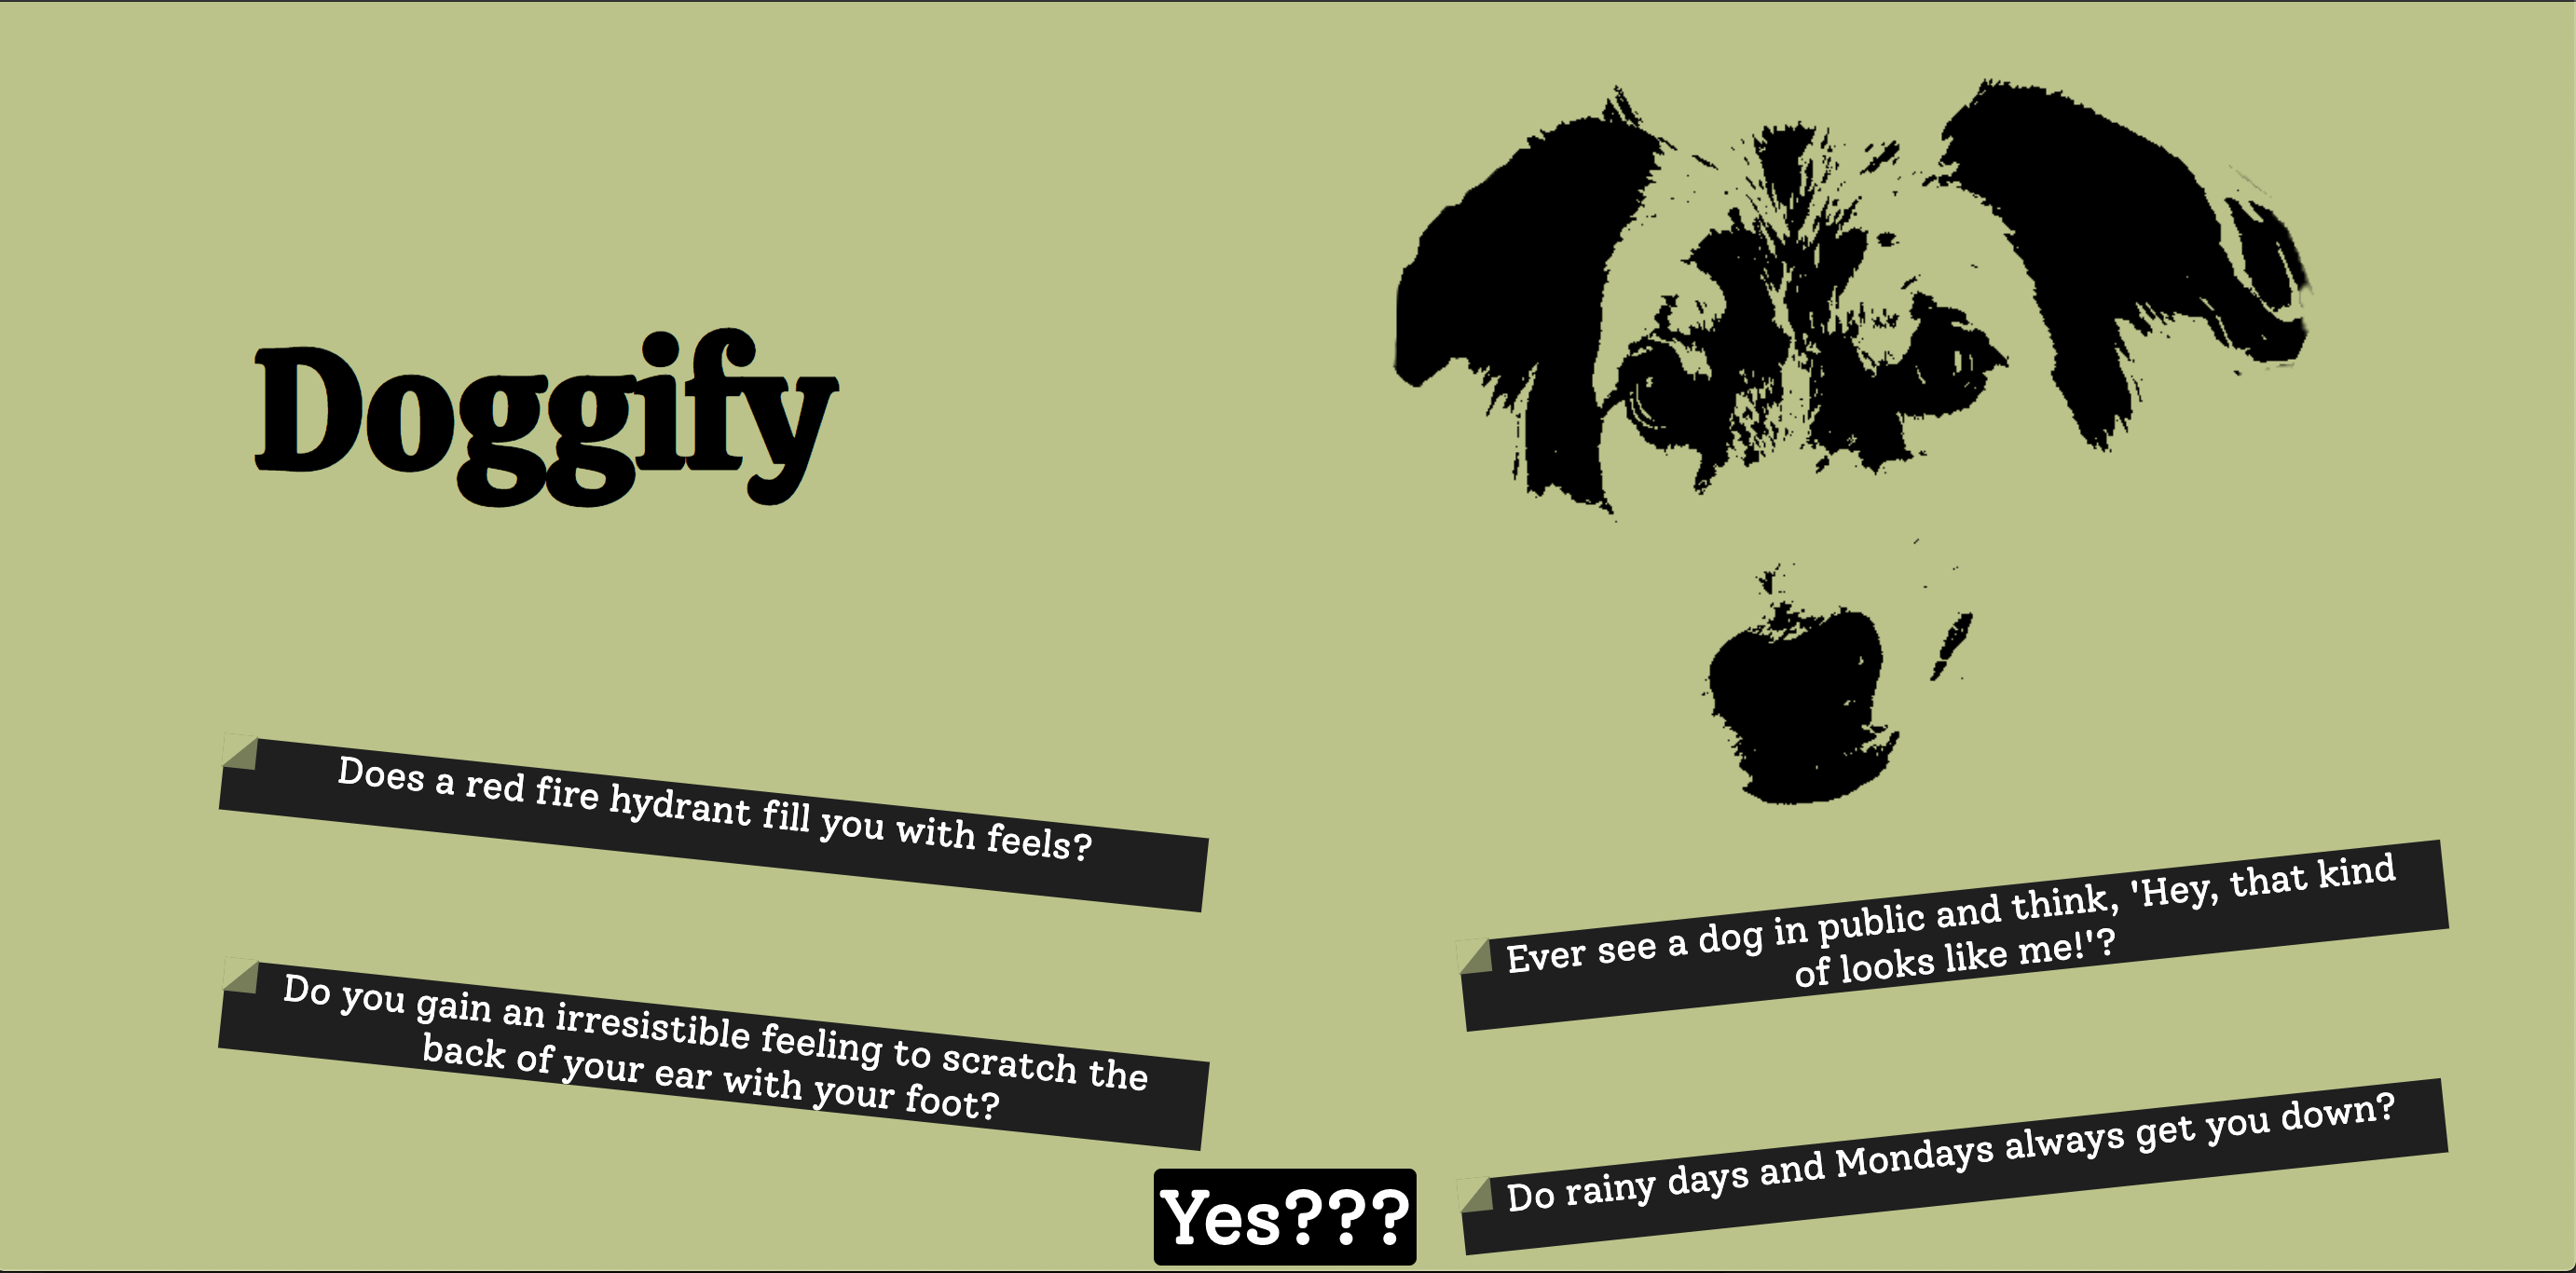 Doggify
Does a red fire hydrant fill you with feels?
Do you gain an irresistible feeling to scratch the
back of your ear with your foot?
Ever see a dog in public and think, 'Hey, that kind
of looks like me!'?
Do rainy days and Mondays always get you down?
Yes???